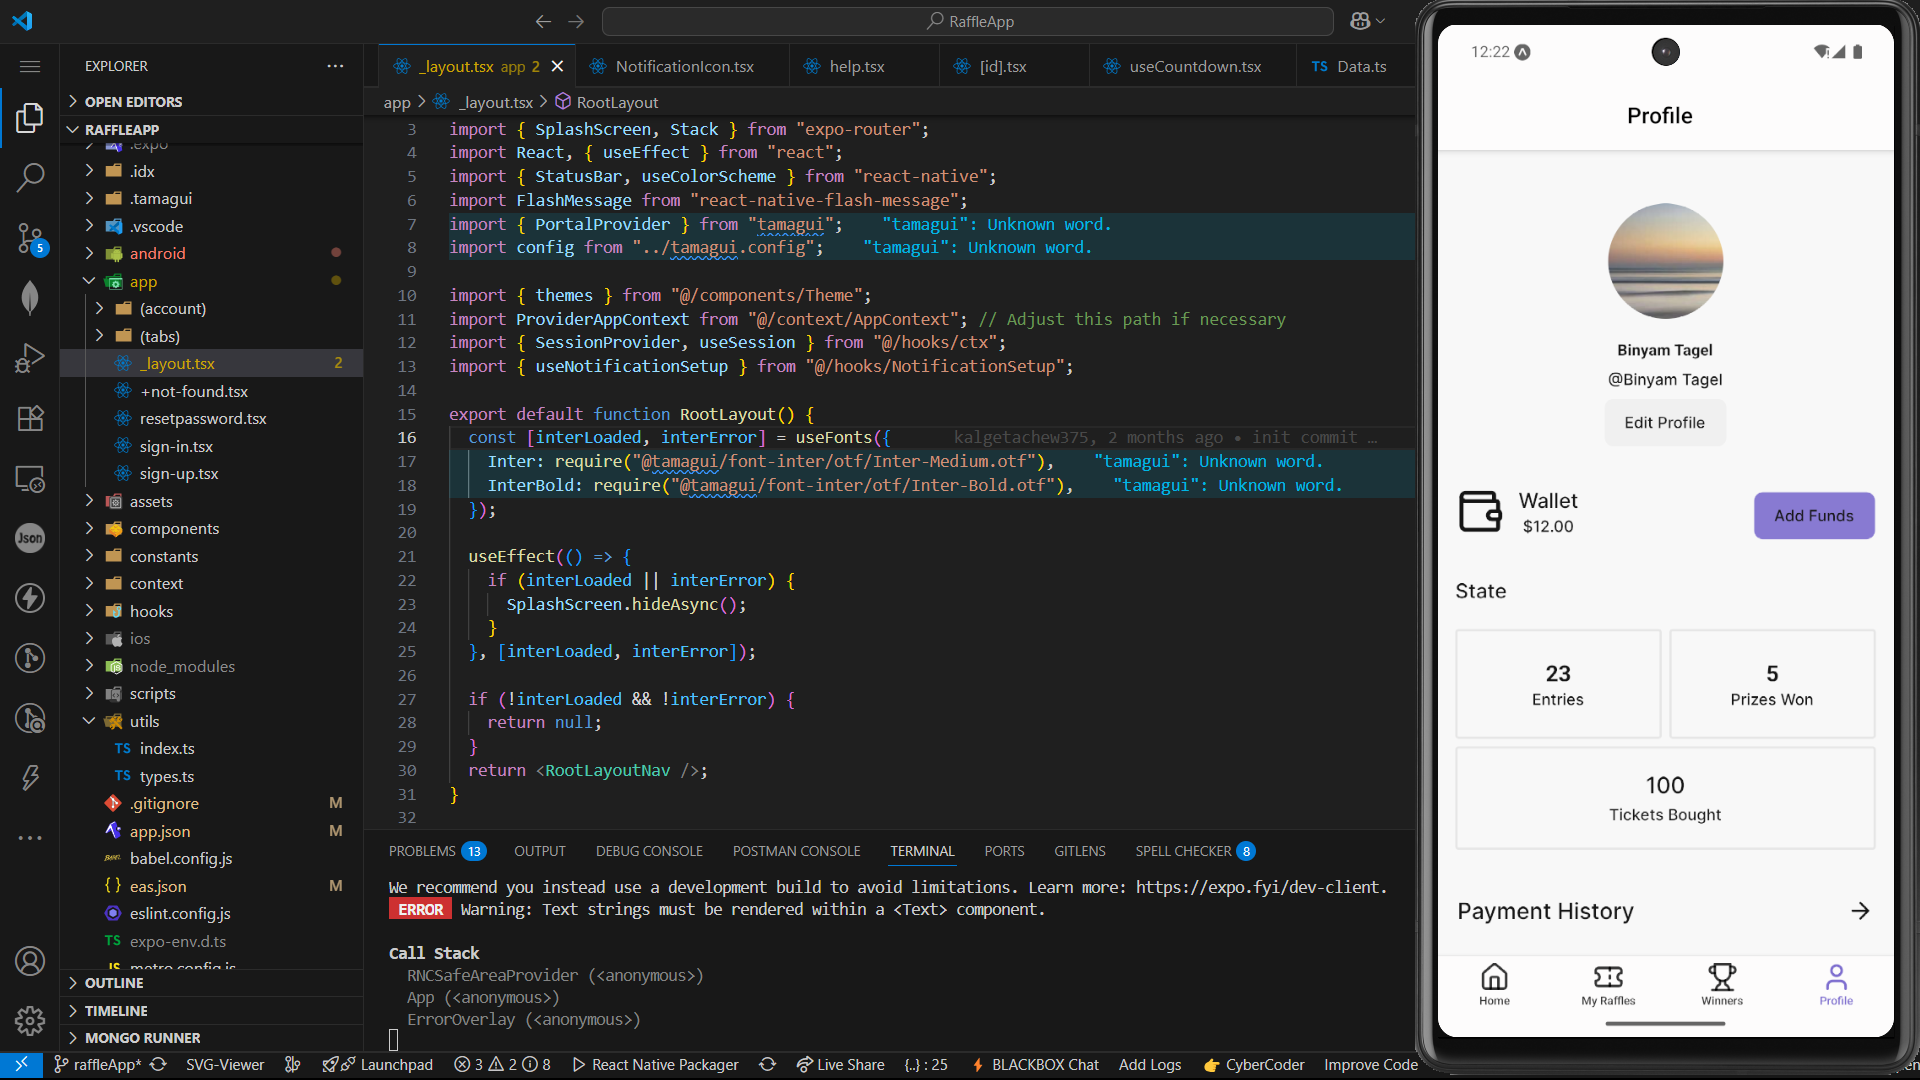 RaffleApp
EXPLORER
OPEN EDITORS
RAFFLEAPP
.expo
.idx
.tamagui
.vscode
android
app
(account)
(tabs)
_layout.tsx 2
+not-found.tsx
resetpassword.tsx
sign-in.tsx
sign-up.tsx
assets
components
constants
context
hooks
ios
node_modules
scripts
utils
TS index.ts
TS types.ts
.gitignore M
app.json M
babel.config.js
{} eas.json M
eslint.config.js
TS expo-env.d.ts
JS metro.config.js
OUTLINE
TIMELINE
MONGO RUNNER
5
Json
_layout.tsx app 2
NotificationIcon.tsx
help.tsx
[id].tsx
useCountdown.tsx
TS Data.ts
app > _layout.tsx > RootLayout
3 import { SplashScreen, Stack } from "expo-router";
4 import React, { useEffect } from "react";
5 import { StatusBar, useColorScheme } from "react-native";
6 import FlashMessage from "react-native-flash-message";
7 import { PortalProvider } from "tamagui"; "tamagui": Unknown word.
8 import config from "../tamagui.config"; "tamagui": Unknown word.
9
10 import { themes } from "@/components/Theme";
11 import ProviderAppContext from "@/context/AppContext"; // Adjust this path if necessary
12 import { SessionProvider, useSession } from "@/hooks/ctx";
13 import { useNotificationSetup } from "@/hooks/NotificationSetup";
14
15 export default function RootLayout() {
16 const [interLoaded, interError] = useFonts({ kalgetachew375, 2 months ago • init commit …
17 Inter: require("@tamagui/font-inter/otf/Inter-Medium.otf"), "tamagui": Unknown word.
18 InterBold: require("@tamagui/font-inter/otf/Inter-Bold.otf"), "tamagui": Unknown word.
19 });
20
21 useEffect(() => {
22 if (interLoaded || interError) {
23 SplashScreen.hideAsync();
24 }
25 }, [interLoaded, interError]);
26
27 if (!interLoaded && !interError) {
28 return null;
29 }
30 return <RootLayoutNav />;
31 }
32
PROBLEMS 13 OUTPUT DEBUG CONSOLE POSTMAN CONSOLE TERMINAL PORTS GITLENS SPELL CHECKER 8
We recommend you instead use a development build to avoid limitations. Learn more: https://expo.fyi/dev-client.
ERROR Warning: Text strings must be rendered within a <Text> component.
Call Stack
RNCSafeAreaProvider (<anonymous>)
App (<anonymous>)
ErrorOverlay (<anonymous>)
raffleApp* SVG-Viewer Launchpad 3 2 8 React Native Packager Live Share {..} : 25 BLACKBOX Chat Add Logs CyberCoder Improve Code
12:22
Profile
Binyam Tagel
@Binyam Tagel
Edit Profile
Wallet
$12.00
Add Funds
State
23
Entries
5
Prizes Won
100
Tickets Bought
Payment History
Home
My Raffles
Winners
Profile